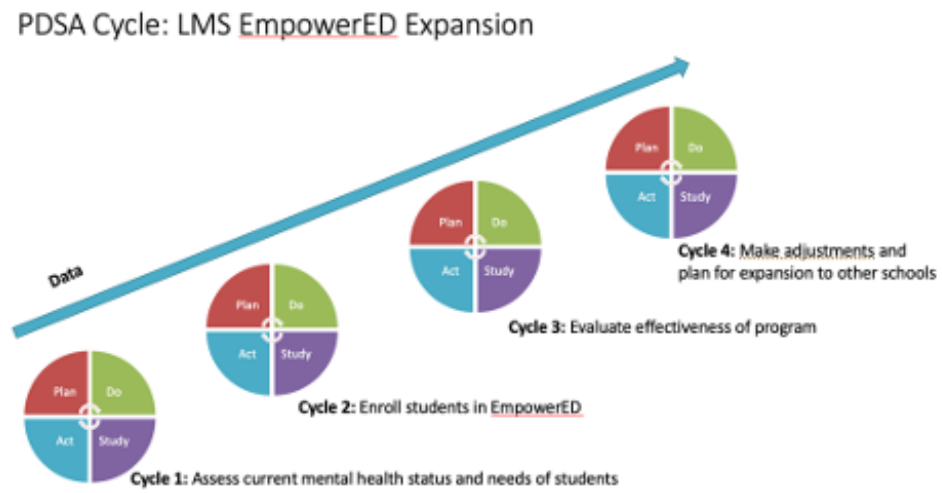 PDSA Cycle: LMS EmpowerED Expansion
Data
Plan
Do
Act
Study
Cycle 1: Assess current mental health status and needs of students
Plan
Do
Act
Study
Cycle 2: Enroll students in EmpowerED
Plan
Do
Act
Study
Cycle 3: Evaluate effectiveness of program
Plan
Do
Act
Study
Cycle 4: Make adjustments and
plan for expansion to other schools